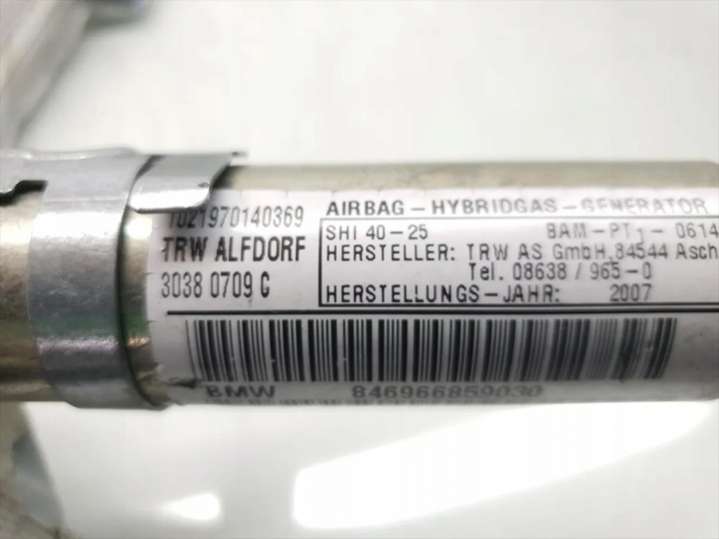 1021970140369
TRW ALFDORF
3038 0709 C
AIRBAG-HYBRIDGAS-GENERATOR
SHI 40-25 BAM-PT1-0614
HERSTELLER: TRW AS GmbH, 84544 Asch
Tel. 08638 / 965-0
HERSTELLUNGS-JAHR: 2007
BMW 846966859030